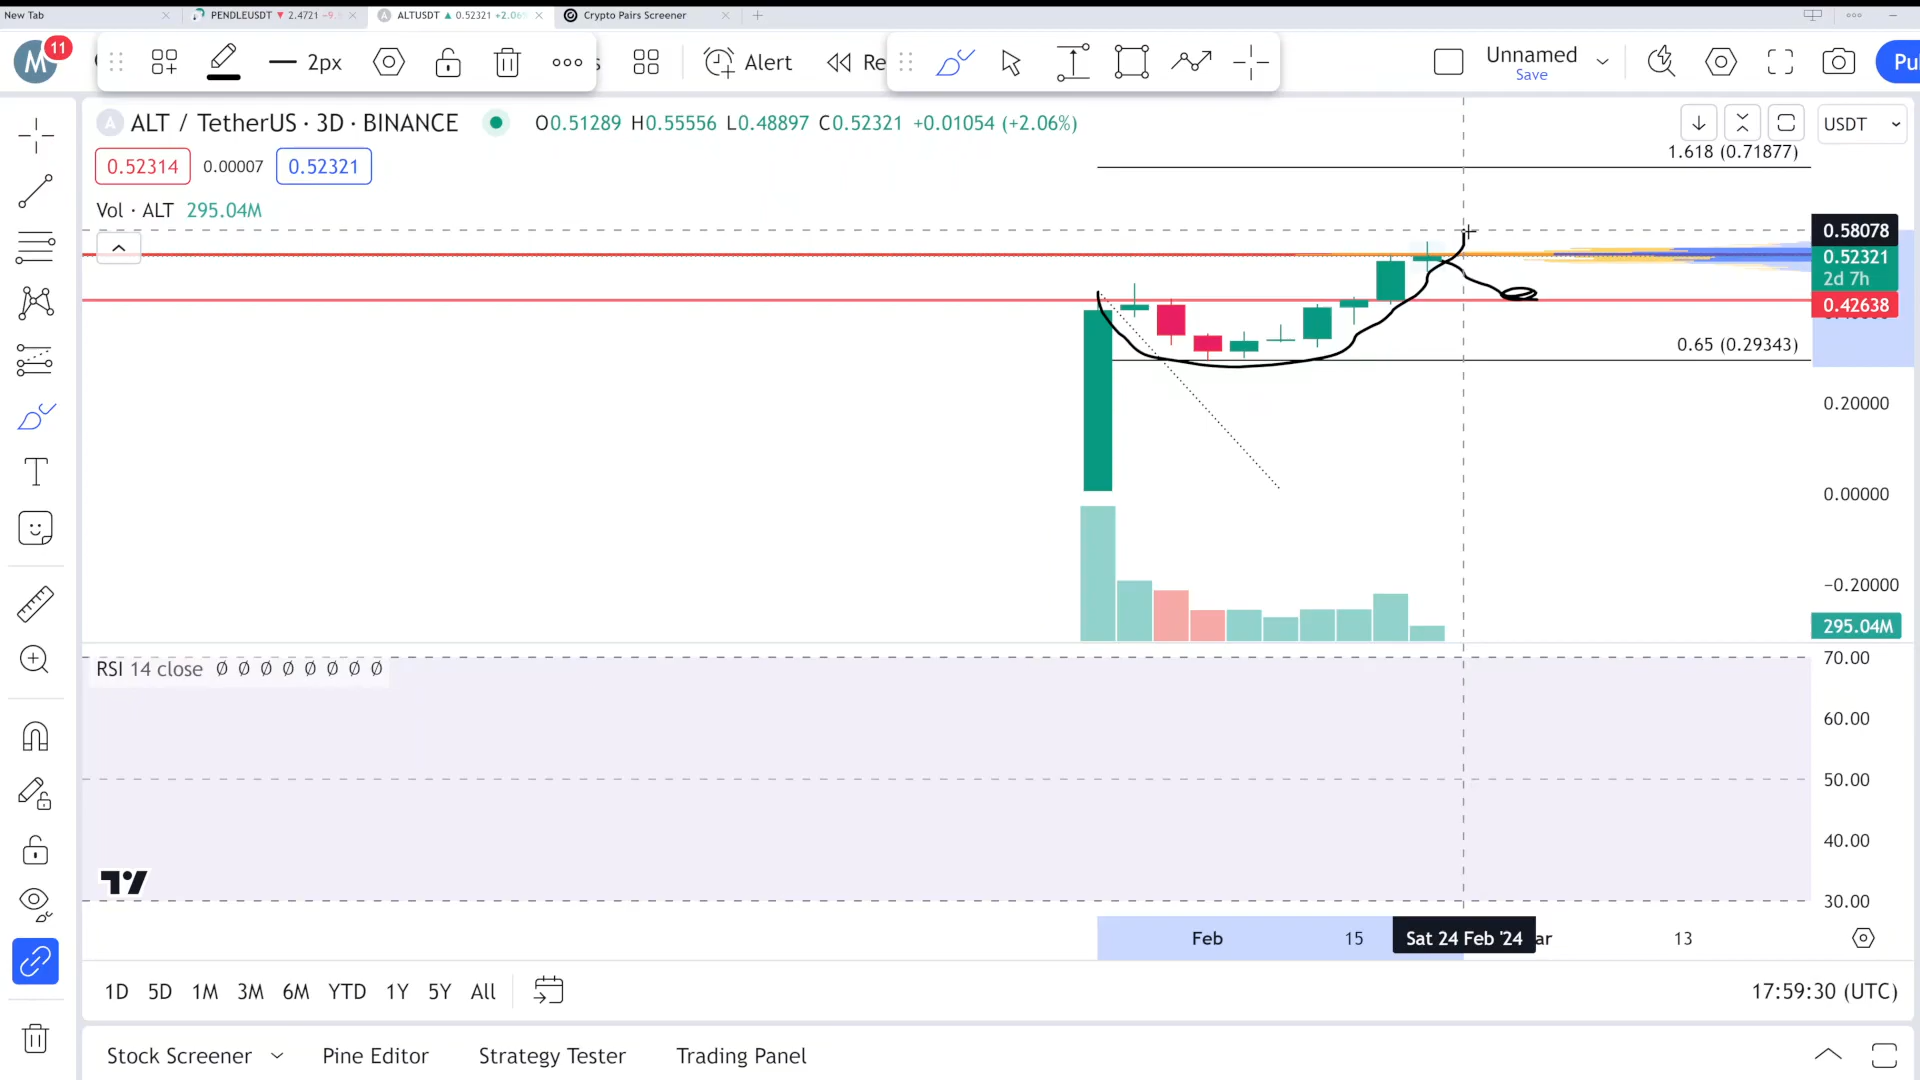 New Tab
PENDLEUSDT ▼ 2.4721
ALTUSDT ▲ 0.52321 +2.06%
Crypto Pairs Screener
M
11
2px
Alert
Re
Unnamed
Save
Pu
A ALT / TetherUS · 3D · BINANCE
O0.51289 H0.55556 L0.48897 C0.52321 +0.01054 (+2.06%)
USDT
0.52314 0.00007 0.52321
1.618 (0.71877)
Vol · ALT 295.04M
0.58078
0.52321
2d 7h
0.42638
0.65 (0.29343)
0.20000
0.00000
−0.20000
295.04M
RSI 14 close Ø Ø Ø Ø Ø Ø Ø Ø
70.00
60.00
50.00
40.00
30.00
Feb 15 Sat 24 Feb '24 ar 13
1D 5D 1M 3M 6M YTD 1Y 5Y All
17:59:30 (UTC)
Stock Screener Pine Editor Strategy Tester Trading Panel